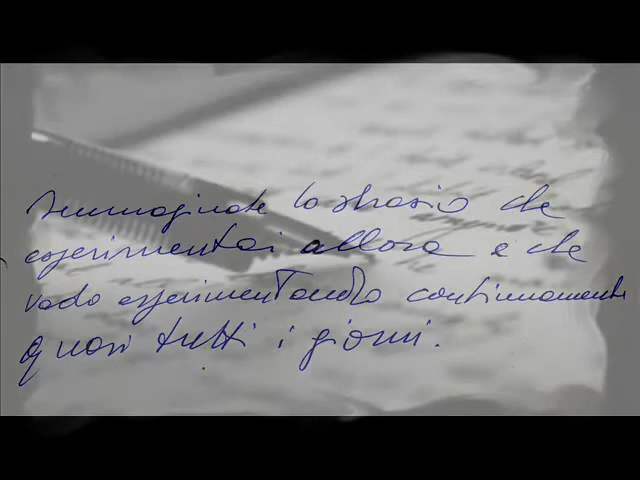 Immaginate lo strazio che
esperimentai allora e che
vado esperimentando continuamente
quasi tutti i giorni.